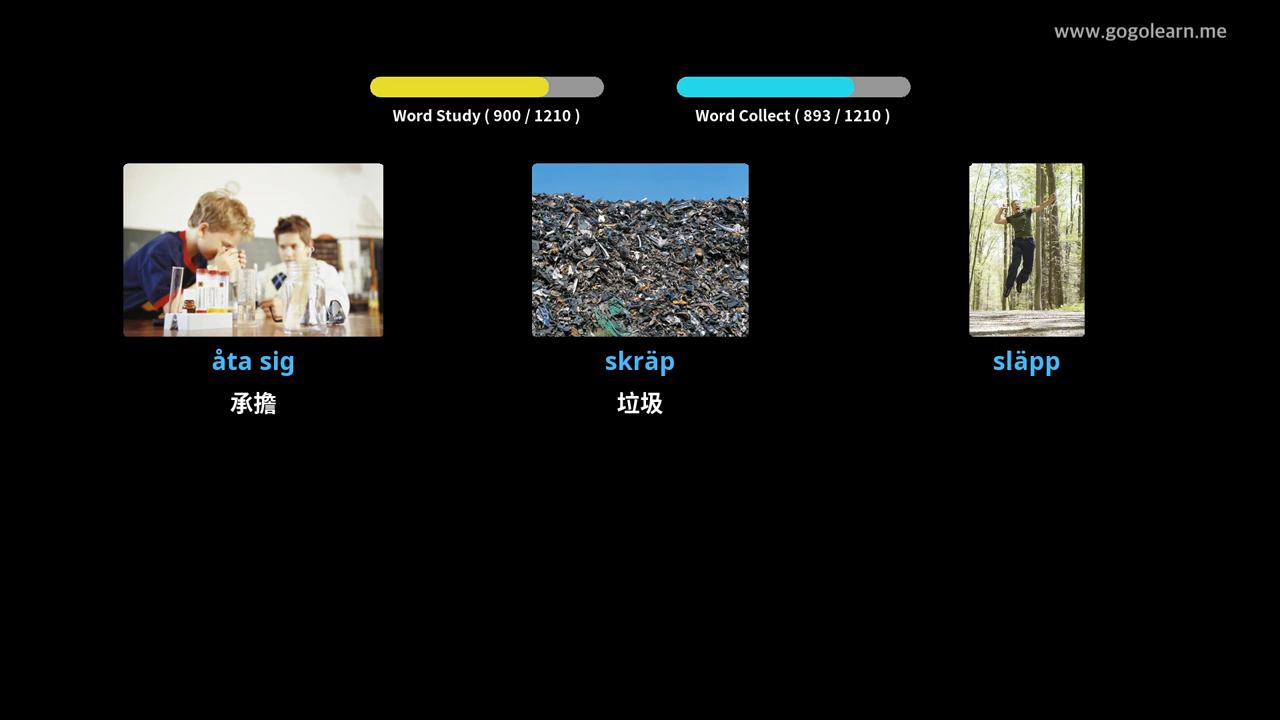 www.gogolearn.me
Word Study ( 900 / 1210 )
Word Collect ( 893 / 1210 )
åta sig
承擔
skräp
垃圾
släpp